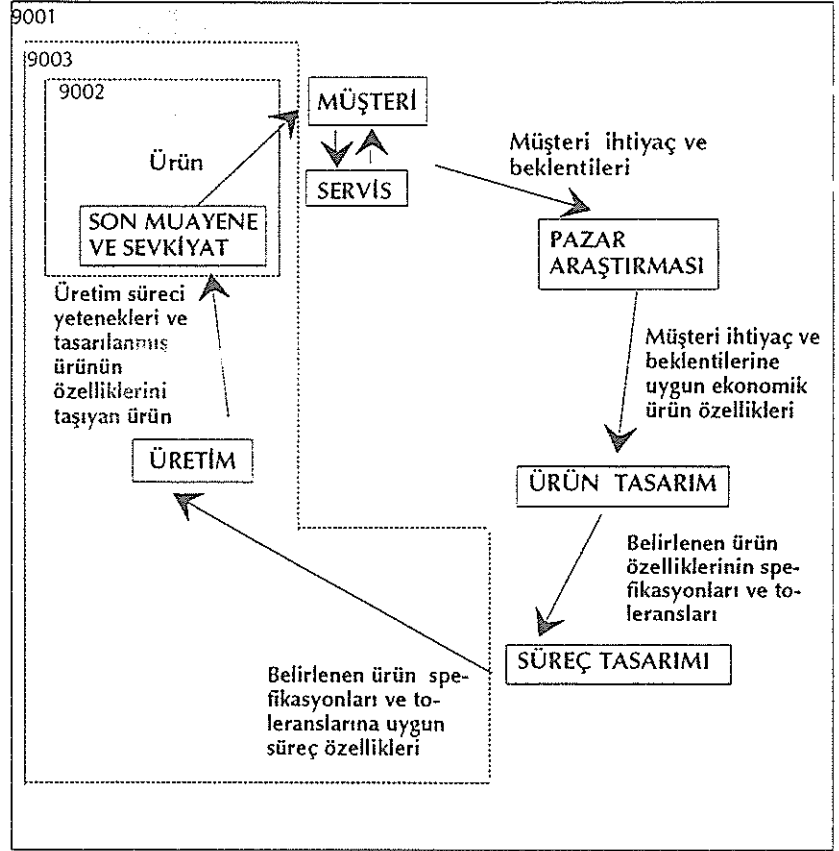 9001
9003
9002
MÜŞTERİ
Ürün
SERVİS
Müşteri ihtiyaç ve
beklentileri
SON MUAYENE
VE SEVKİYAT
PAZAR
ARAŞTIRMASI
Üretim süreci
yetenekleri ve
tasarılanmış
ürünün
özelliklerini
taşıyan ürün
Müşteri ihtiyaç ve
beklentilerine
uygun ekonomik
ürün özellikleri
ÜRETİM
ÜRÜN TASARIM
Belirlenen ürün
özelliklerinin spe-
fikasyonları ve to-
leransları
SÜREÇ TASARIMI
Belirlenen ürün spe-
fikasyonları ve to-
leranslarına uygun
süreç özellikleri